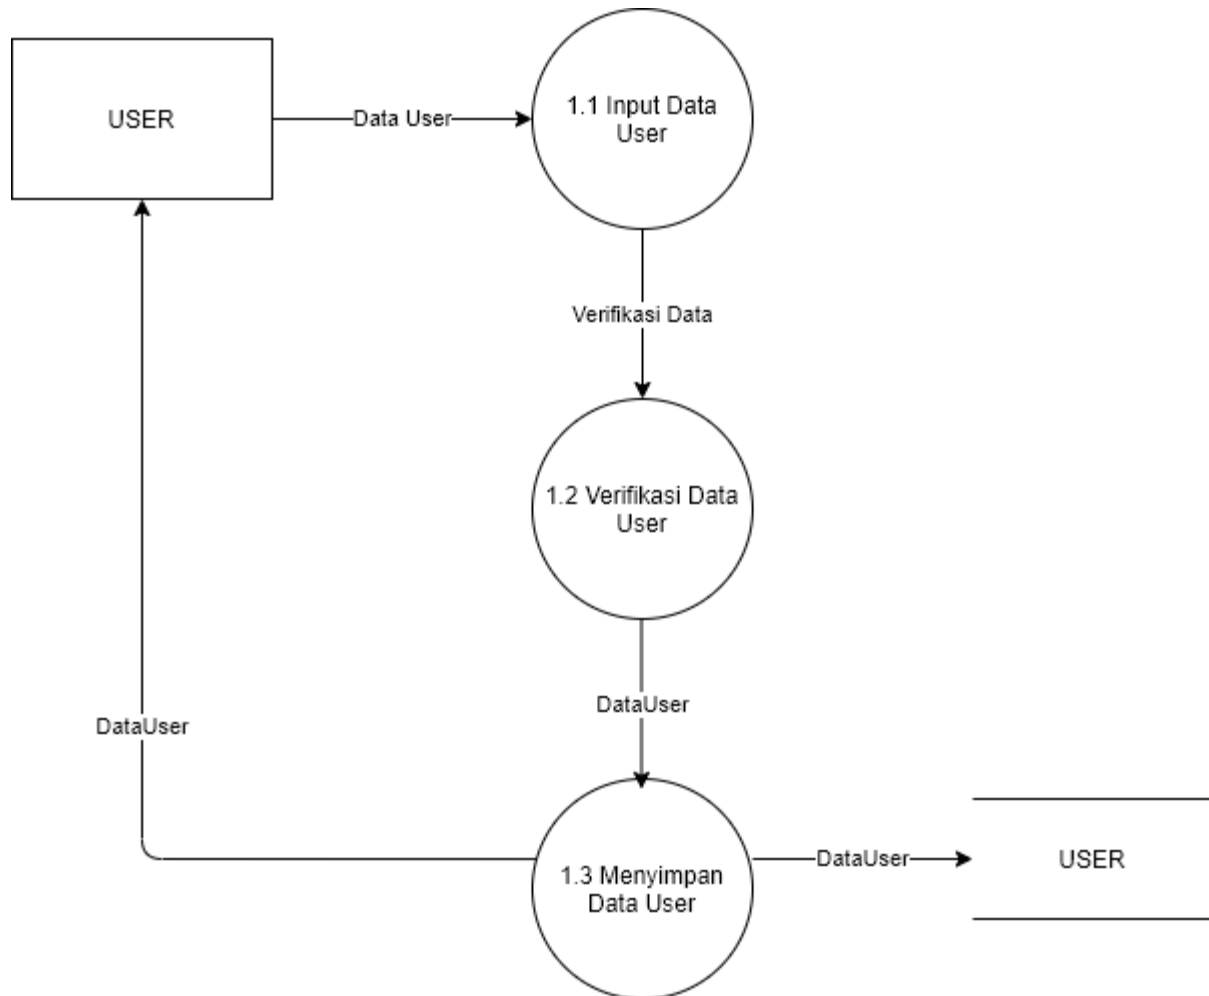 USER
Data User
1.1 Input Data
User
Verifikasi Data
1.2 Verifikasi Data
User
DataUser
DataUser
1.3 Menyimpan
Data User
DataUser
USER